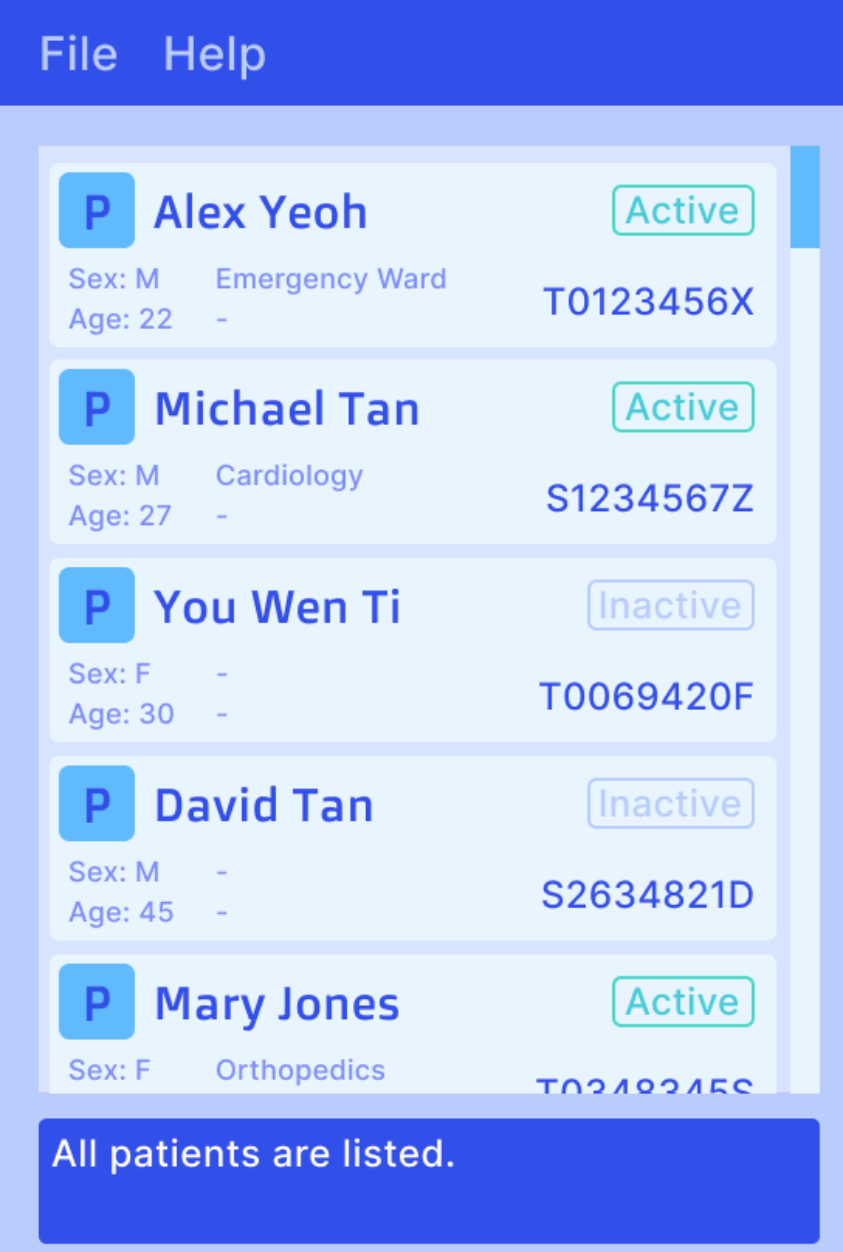 File Help
P Alex Yeoh Active
Sex: M Emergency Ward
T0123456X
Age: 22 -
P Michael Tan Active
Sex: M Cardiology
S1234567Z
Age: 27 -
P You Wen Ti Inactive
Sex: F -
T0069420F
Age: 30 -
P David Tan Inactive
Sex: M -
S2634821D
Age: 45 -
P Mary Jones Active
Sex: F Orthopedics
All patients are listed.